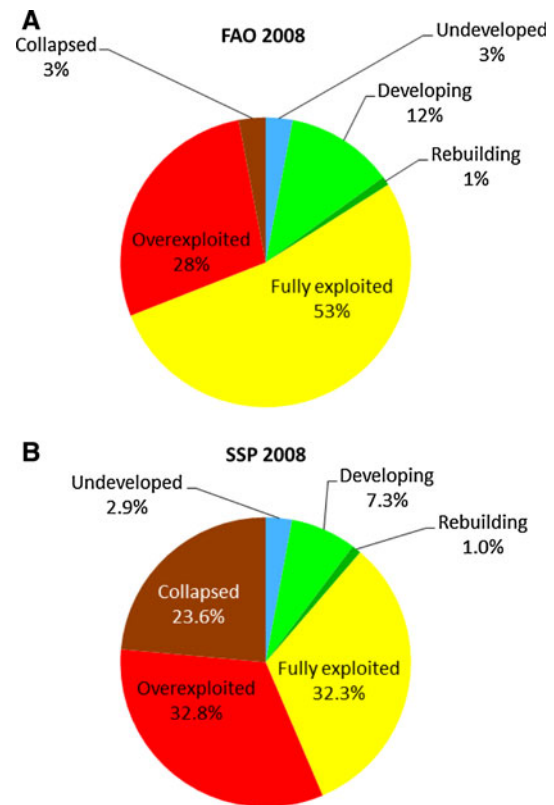 A
FAO 2008
Collapsed
3%
Undeveloped
3%
Developing
12%
Rebuilding
1%
Overexploited
28%
Fully exploited
53%
B
SSP 2008
Undeveloped
2.9%
Developing
7.3%
Rebuilding
1.0%
Collapsed
23.6%
Fully exploited
32.3%
Overexploited
32.8%